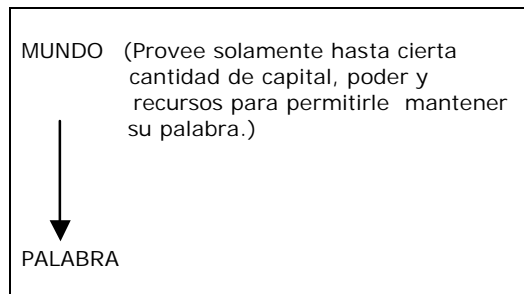 MUNDO (Provee solamente hasta cierta
cantidad de capital, poder y
recursos para permitirle mantener
su palabra.)
PALABRA